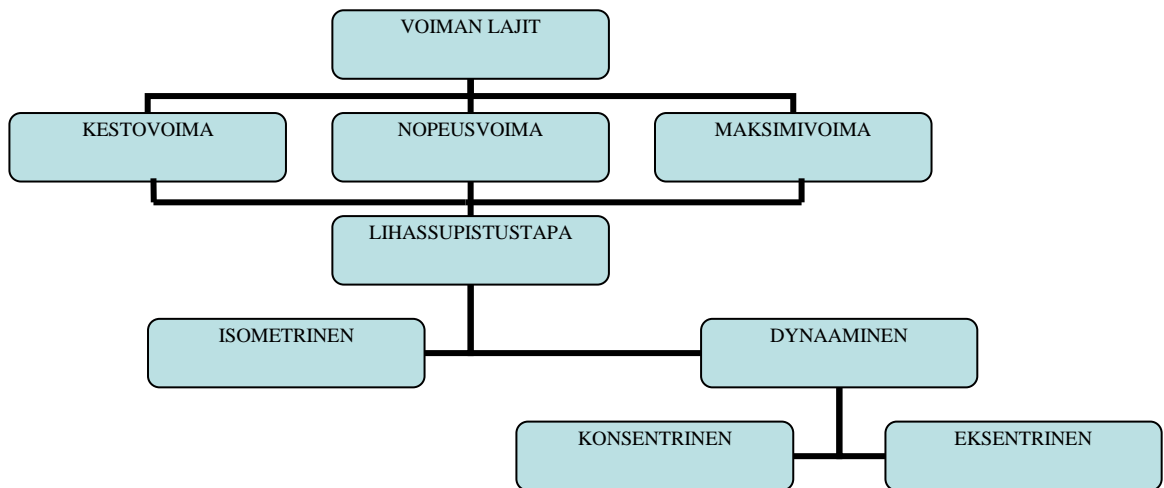 VOIMAN LAJIT
KESTOVOIMA
NOPEUSVOIMA
MAKSIMIVOIMA
LIHASSUPISTUSTAPA
ISOMETRINEN
DYNAAMINEN
KONSENTRINEN
EKSENTRINEN